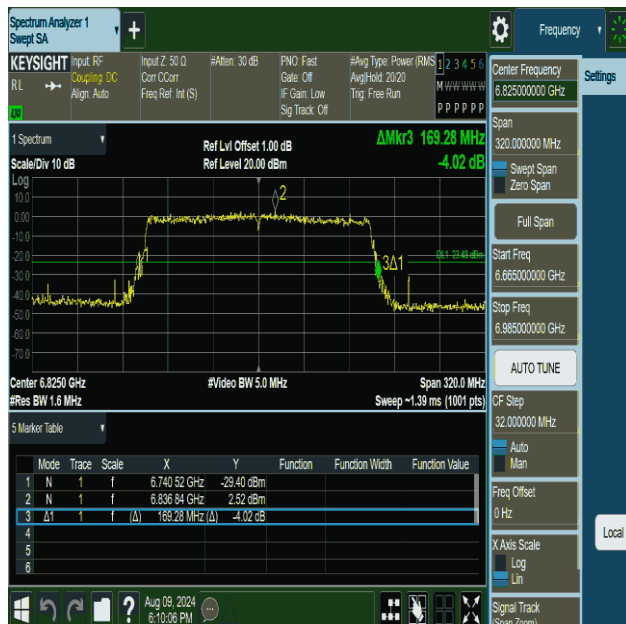 Spectrum Analyzer 1
Swept SA
Frequency
KEYSIGHT
RL
Input: RF
Coupling: DC
Align: Auto
Input Z: 50 Ω
Corr CCorr
Freq Ref: Int (S)
#Atten: 30 dB
PNO: Fast
Gate: Off
IF Gain: Low
Sig Track: Off
#Avg Type: Power (RMS
Avg|Hold: 20/20
Trig: Free Run
1 2 3 4 5 6
M W W W W W
P P P P P P
1 Spectrum
Scale/Div 10 dB
Log
Ref Lvl Offset 1.00 dB
Ref Level 20.00 dBm
ΔMkr3 169.28 MHz
-4.02 dB
10.0
0.00
-10.0
-20.0
-30.0
-40.0
-50.0
-60.0
-70.0
2
3Δ1
DL1 -23.48 dBm
Center 6.8250 GHz
#Video BW 5.0 MHz
Span 320.0 MHz
#Res BW 1.6 MHz
Sweep ~1.39 ms (1001 pts)
5 Marker Table
Mode Trace Scale X Y Function Function Width Function Value
1 N 1 f 6.740 52 GHz -29.40 dBm
2 N 1 f 6.836 84 GHz 2.52 dBm
3 Δ1 1 f (Δ) 169.28 MHz (Δ) -4.02 dB
4
5
6
?
Aug 09, 2024
6:10:06 PM
Center Frequency
6.825000000 GHz
Settings
Span
320.000000 MHz
Swept Span
Zero Span
Full Span
Start Freq
6.665000000 GHz
Stop Freq
6.985000000 GHz
AUTO TUNE
CF Step
32.000000 MHz
Auto
Man
Freq Offset
0 Hz
Local
X Axis Scale
Log
Lin
Signal Track
(Span Zoom)